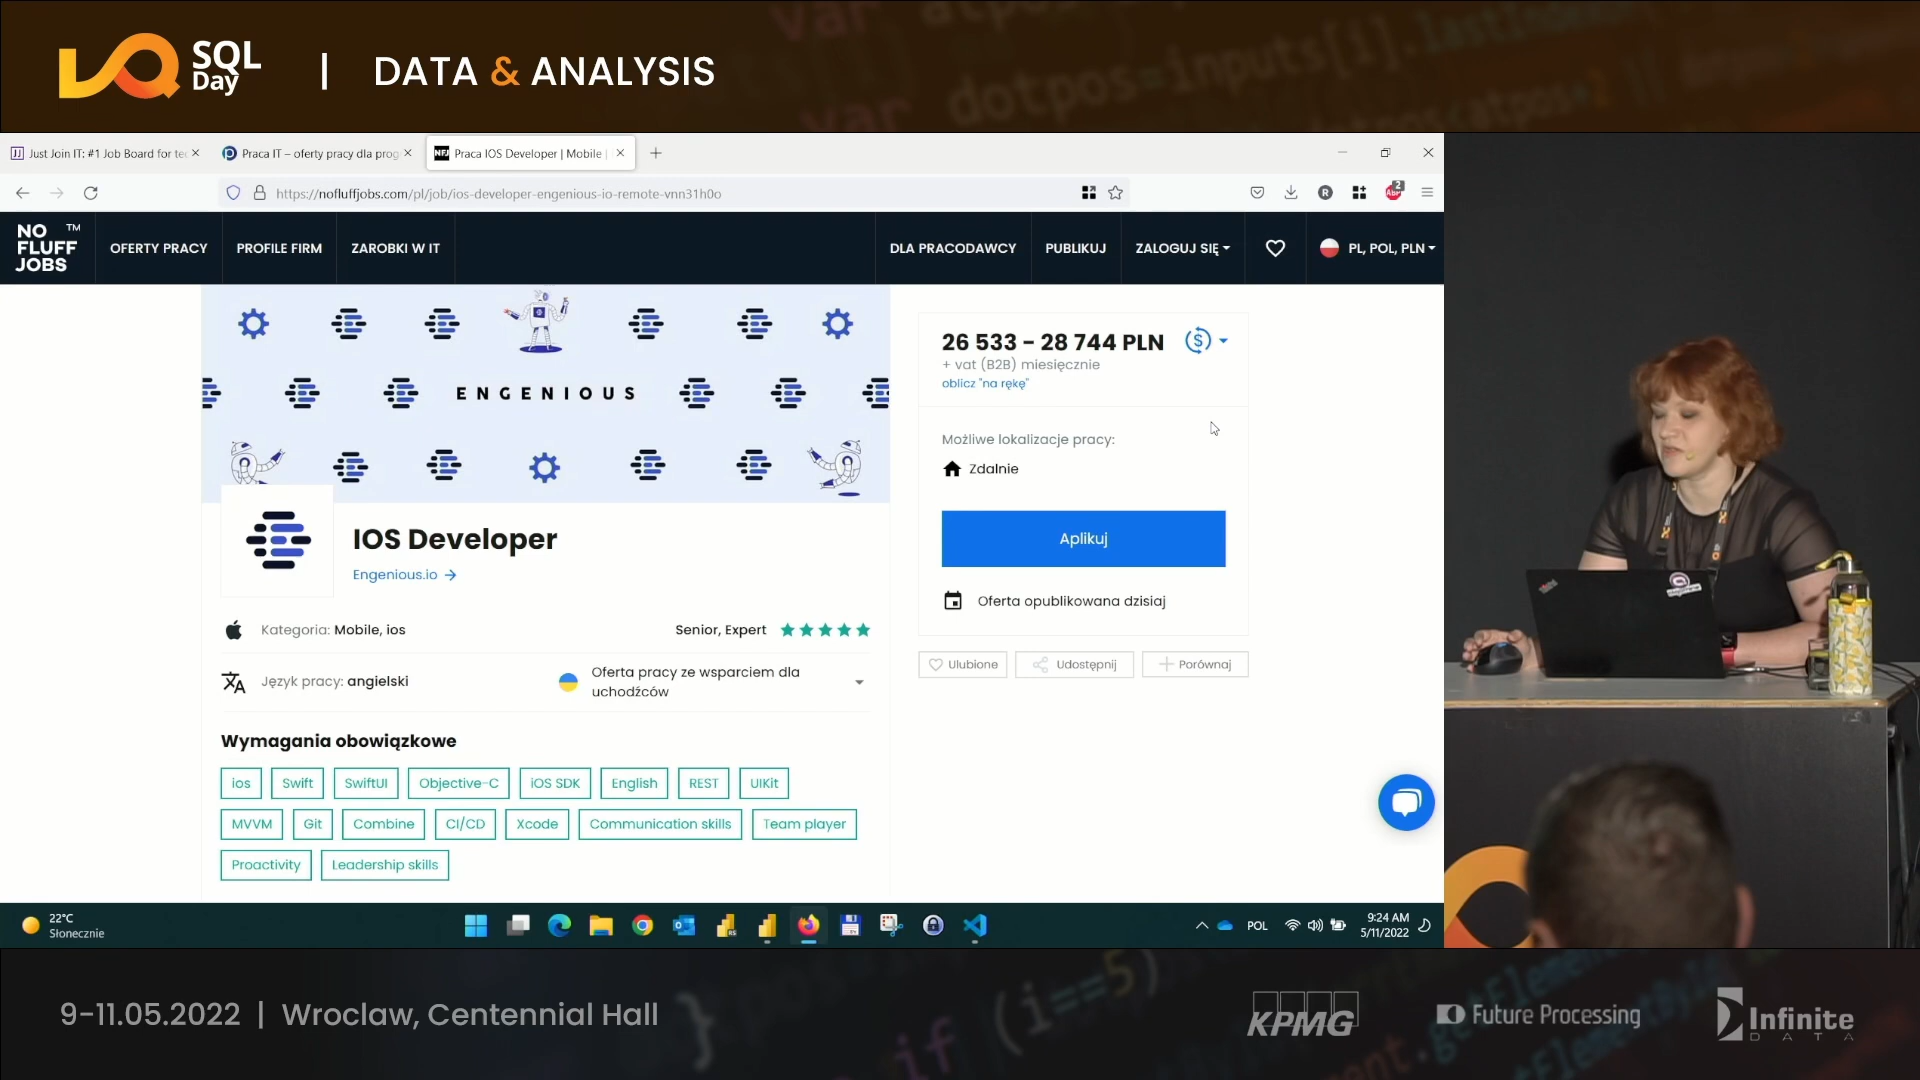 SQL
Day
| DATA & ANALYSIS
Just Join IT: #1 Job Board for te
Praca IT – oferty pracy dla prog
Praca IOS Developer | Mobile |
https://nofluffjobs.com/pl/job/ios-developer-engenious-io-remote-vnn31h0o
NO
FLUFF
JOBS
TM
OFERTY PRACY
PROFILE FIRM
ZAROBKI W IT
DLA PRACODAWCY
PUBLIKUJ
ZALOGUJ SIĘ
PL, POL, PLN
ENGENIOUS
26 533 – 28 744 PLN
+ vat (B2B) miesięcznie
oblicz "na rękę"
Możliwe lokalizacje pracy:
Zdalnie
Aplikuj
Oferta opublikowana dzisiaj
Ulubione
Udostępnij
Porównaj
IOS Developer
Engenious.io →
Kategoria: Mobile, ios
Senior, Expert
Język pracy: angielski
Oferta pracy ze wsparciem dla
uchodźców
Wymagania obowiązkowe
ios Swift SwiftUI Objective-C iOS SDK English REST UIKit
MVVM Git Combine CI/CD Xcode Communication skills Team player
Proactivity Leadership skills
22°C
Słonecznie
POL
9:24 AM
5/11/2022
9-11.05.2022 | Wroclaw, Centennial Hall
KPMG
Future Processing
Infinite
DATA